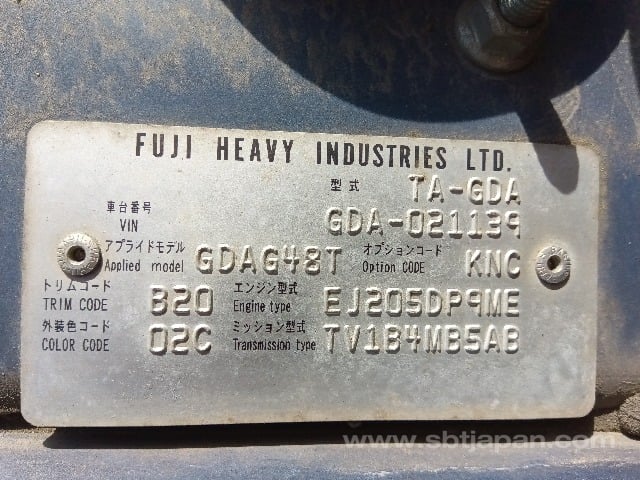 FUJI HEAVY INDUSTRIES LTD.
型式 TA-GDA
車台番号
VIN GDA-021139
アプライドモデル オプションコード
Applied model GDAG48T Option CODE KNC
トリムコード エンジン型式
TRIM CODE B20 Engine type EJ205DP9ME
外装色コード ミッション型式
COLOR CODE 02C Transmission type TV1B4MB5AB
www.sbtjapan.com